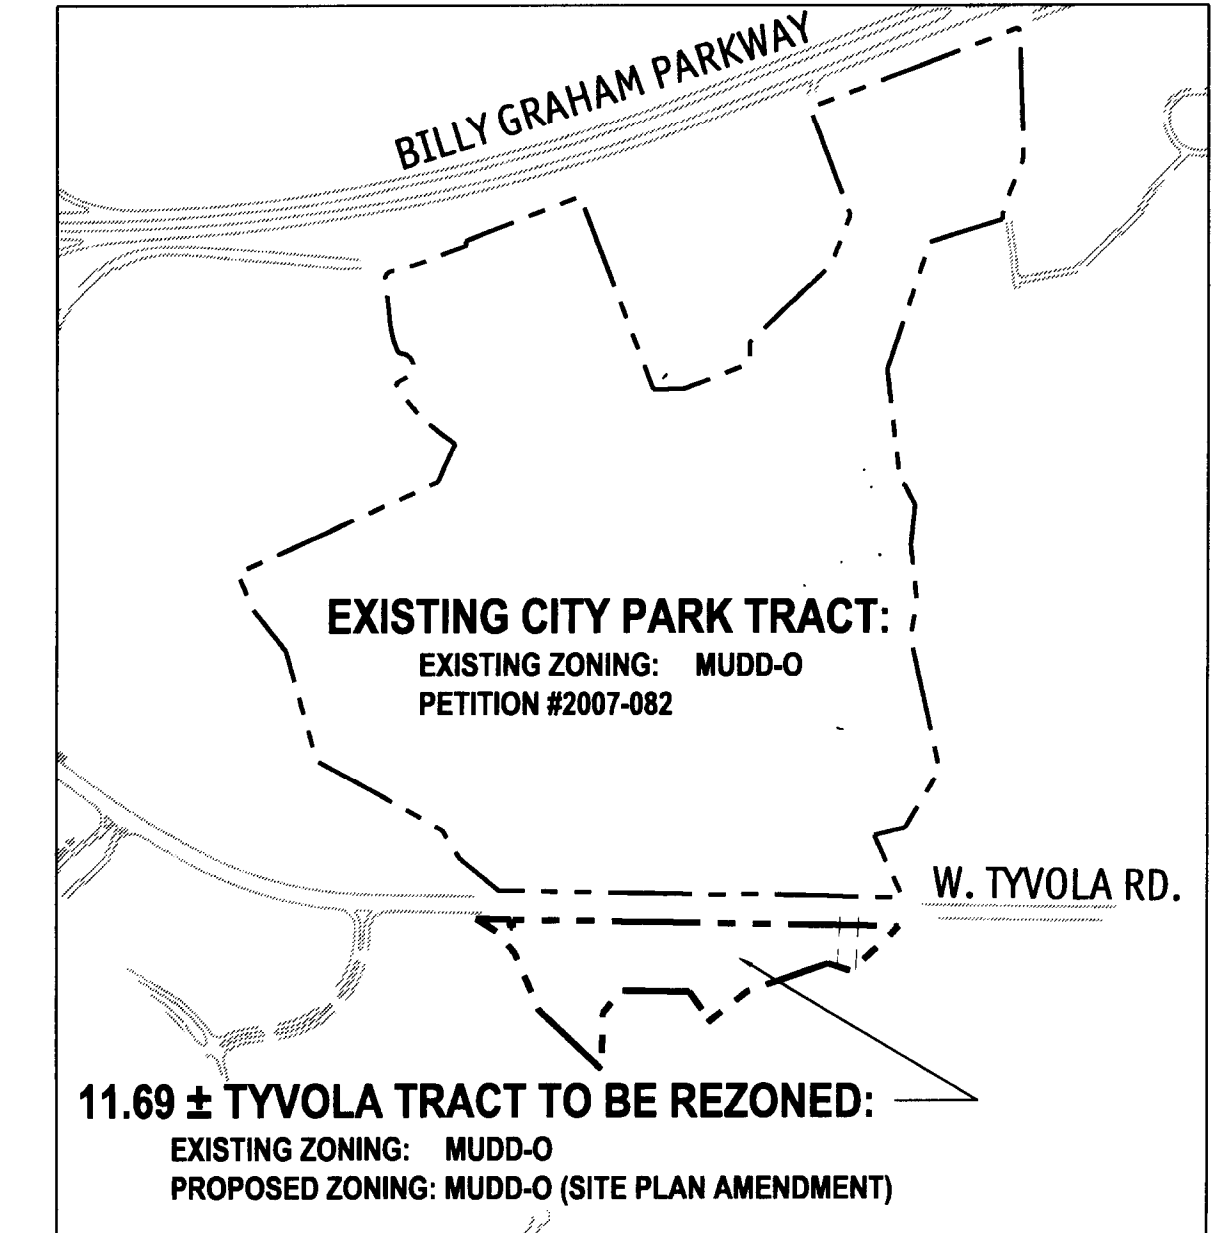 BILLY GRAHAM PARKWAY
EXISTING CITY PARK TRACT:
EXISTING ZONING: MUDD-O
PETITION #2007-082
W. TYVOLA RD.
11.69 ± TYVOLA TRACT TO BE REZONED:
EXISTING ZONING: MUDD-O
PROPOSED ZONING: MUDD-O (SITE PLAN AMENDMENT)